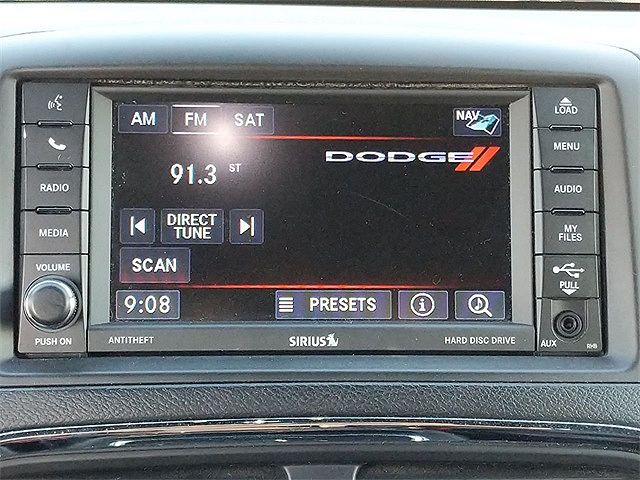 AM FM SAT NAV
DODGE
91.3 ST
DIRECT
TUNE
SCAN
9:08 PRESETS
RADIO
MEDIA
VOLUME
PUSH ON
LOAD
MENU
AUDIO
MY
FILES
PULL
AUX RHB
ANTITHEFT SIRIUS HARD DISC DRIVE